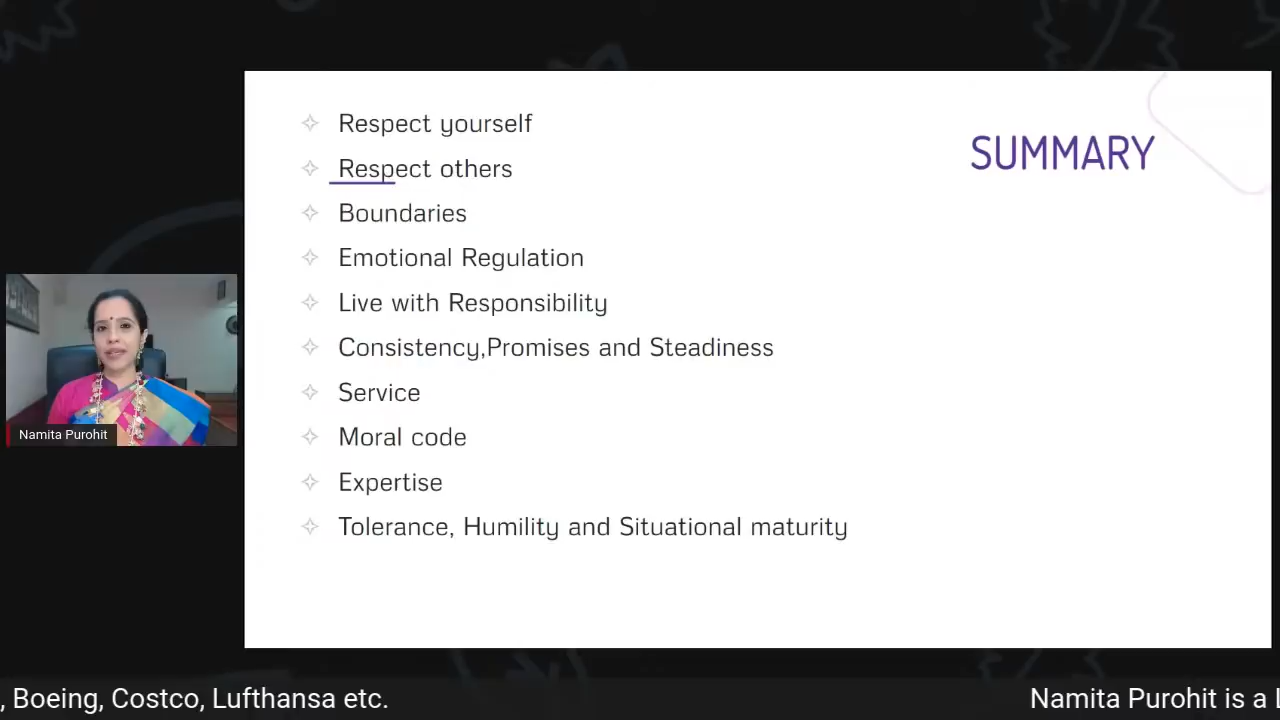 Respect yourself
SUMMARY
Respect others
Boundaries
Emotional Regulation
Live with Responsibility
Consistency,Promises and Steadiness
Service
Moral code
Expertise
Tolerance, Humility and Situational maturity
Namita Purohit
, Boeing, Costco, Lufthansa etc.
Namita Purohit is a